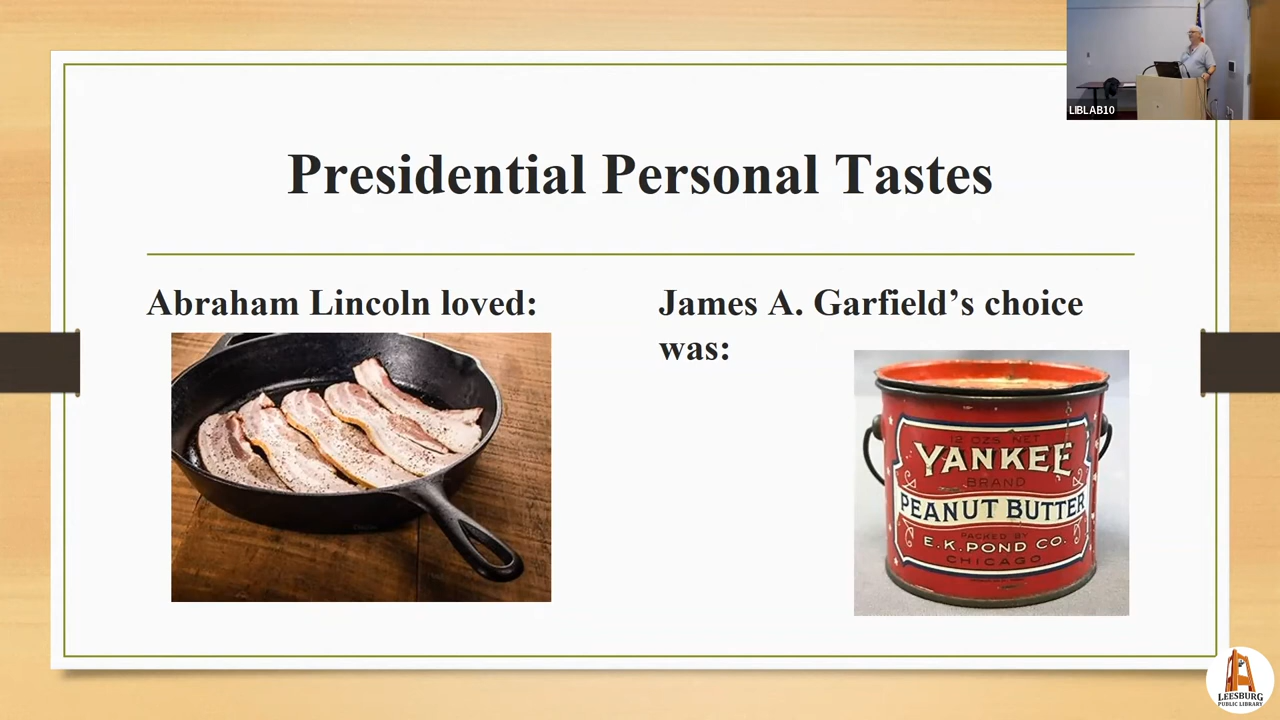 LIBLAB10
Presidential Personal Tastes
Abraham Lincoln loved:
James A. Garfield’s choice
was:
12 OZS. NET
YANKEE
BRAND
PEANUT BUTTER
PACKED BY
E.K. POND CO.
CHICAGO
LEESBURG
PUBLIC LIBRARY